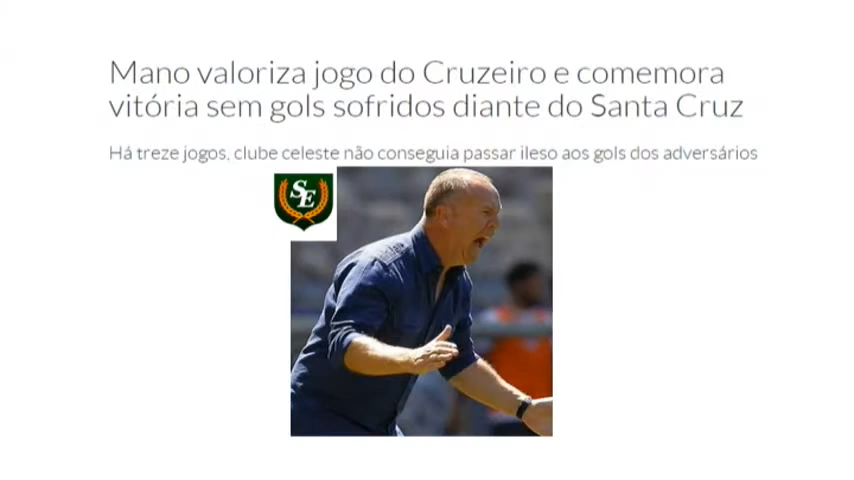 Mano valoriza jogo do Cruzeiro e comemora
vitória sem gols sofridos diante do Santa Cruz
Há treze jogos, clube celeste não conseguia passar ileso aos gols dos adversários
SE